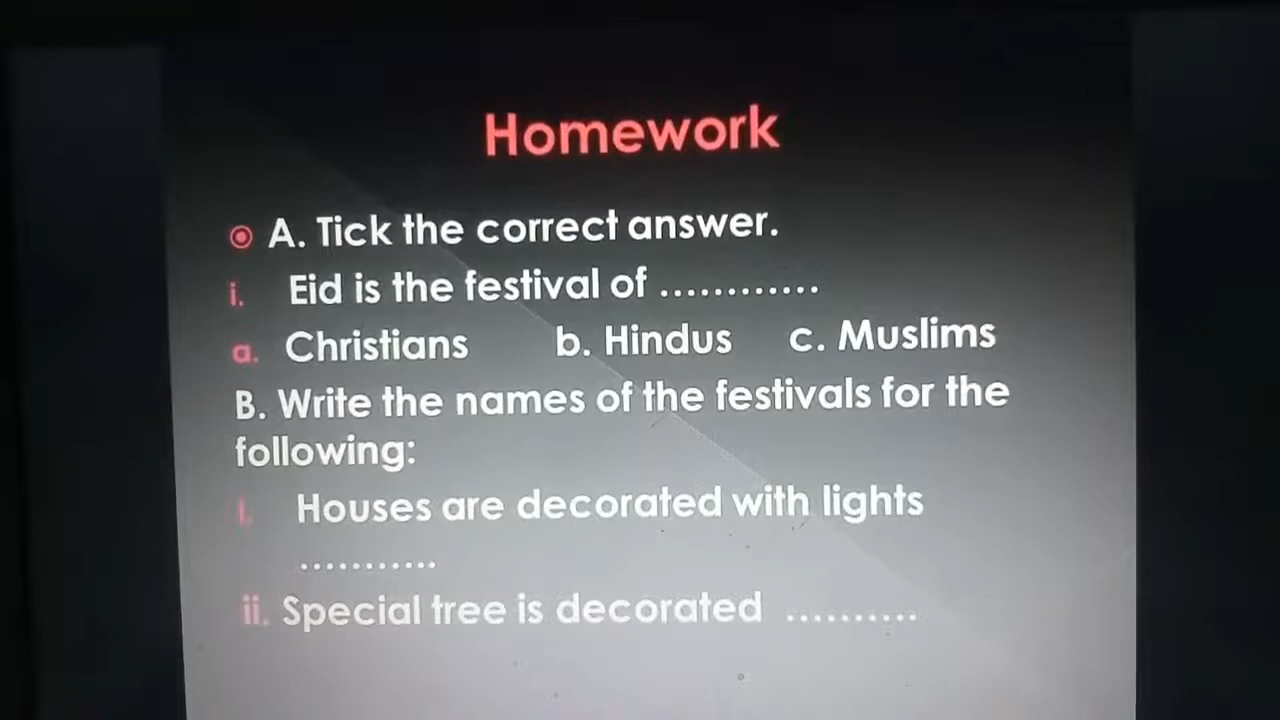 Homework
A. Tick the correct answer.
i. Eid is the festival of ............
a. Christians b. Hindus c. Muslims
B. Write the names of the festivals for the
following:
i. Houses are decorated with lights
...........
ii. Special tree is decorated ..........